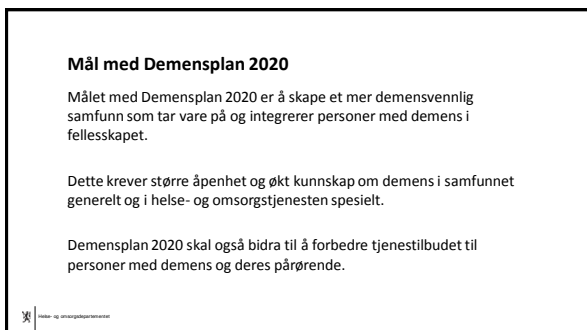 Mål med Demensplan 2020
Målet med Demensplan 2020 er å skape et mer demensvennlig
samfunn som tar vare på og integrerer personer med demens i
fellesskapet.
Dette krever større åpenhet og økt kunnskap om demens i samfunnet
generelt og i helse- og omsorgstjenesten spesielt.
Demensplan 2020 skal også bidra til å forbedre tjenestilbudet til
personer med demens og deres pårørende.
Helse- og omsorgsdepartementet